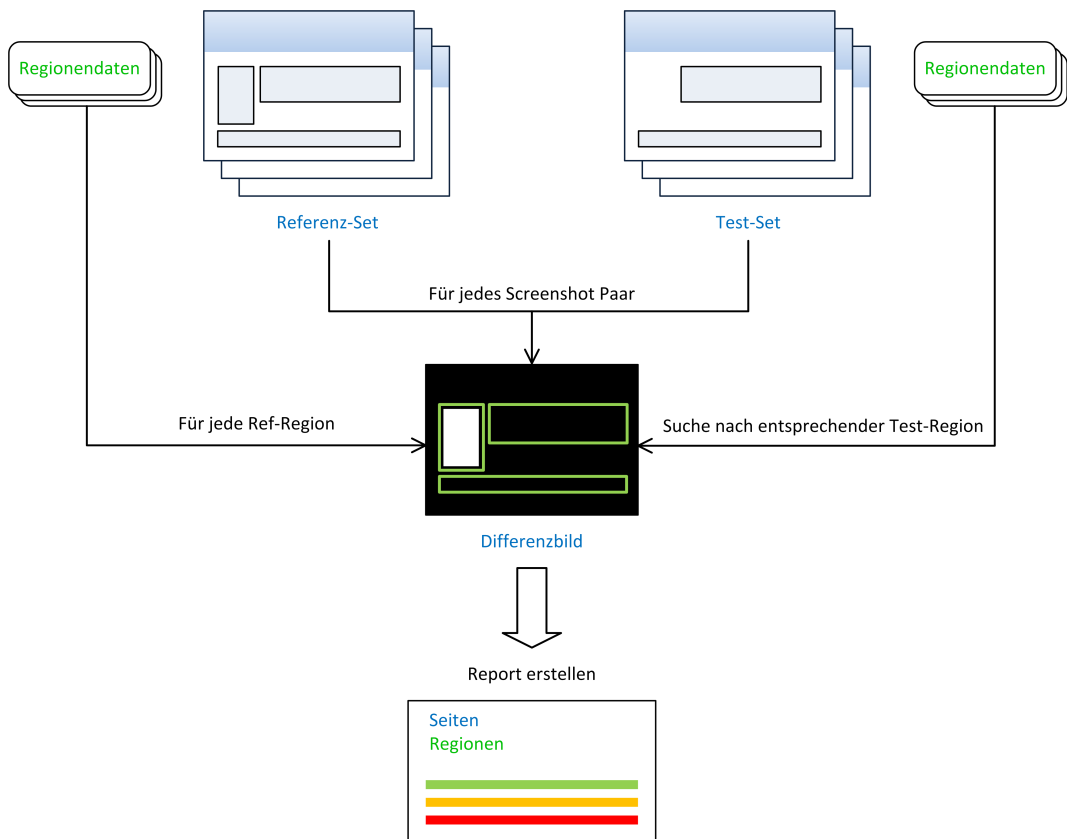 Regionendaten
Regionendaten
Referenz-Set
Test-Set
Für jedes Screenshot Paar
Für jede Ref-Region
Suche nach entsprechender Test-Region
Differenzbild
Report erstellen
Seiten
Regionen